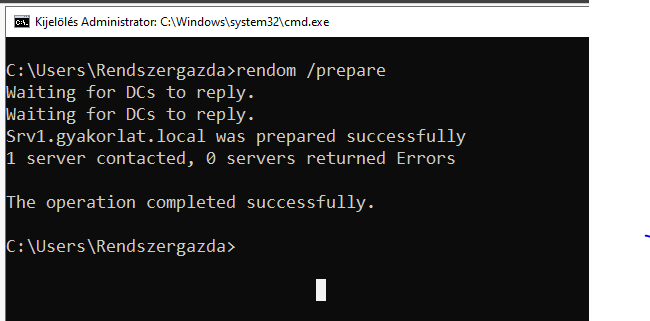 Kijelölés Administrator: C:\Windows\system32\cmd.exe
C:\Users\Rendszergazda>rendom /prepare
Waiting for DCs to reply.
Waiting for DCs to reply.
Srv1.gyakorlat.local was prepared successfully
1 server contacted, 0 servers returned Errors
The operation completed successfully.
C:\Users\Rendszergazda>